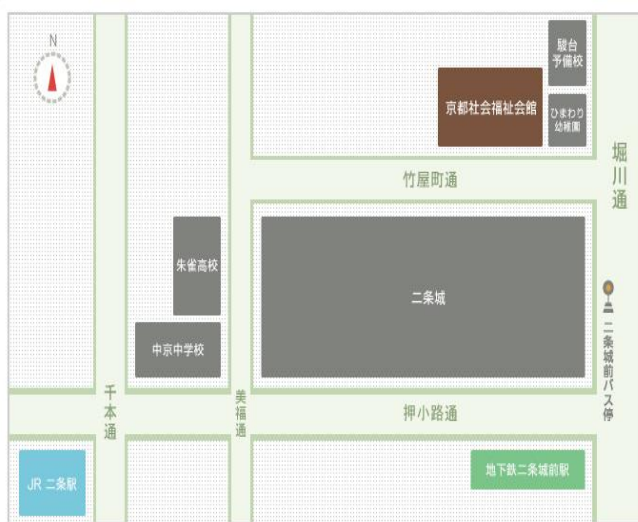 N
駿台
予備校
京都社会福祉会館
ひまわり
幼稚園
堀川通
竹屋町通
朱雀高校
二条城
中京中学校
二条城前バス停
千本通
美福通
押小路通
JR 二条駅
地下鉄二条城前駅